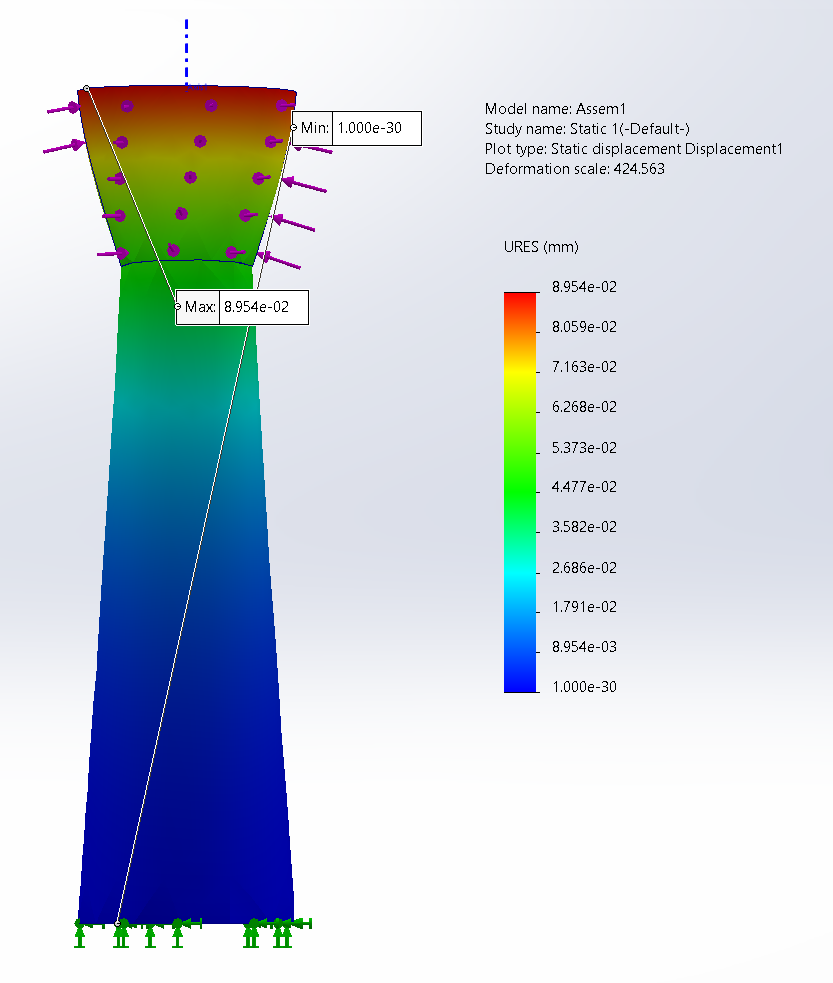 Min: 1.000e-30
Model name: Assem1
Study name: Static 1(-Default-)
Plot type: Static displacement Displacement1
Deformation scale: 424.563
URES (mm)
Max: 8.954e-02
8.954e-02
8.059e-02
7.163e-02
6.268e-02
5.373e-02
4.477e-02
3.582e-02
2.686e-02
1.791e-02
8.954e-03
1.000e-30